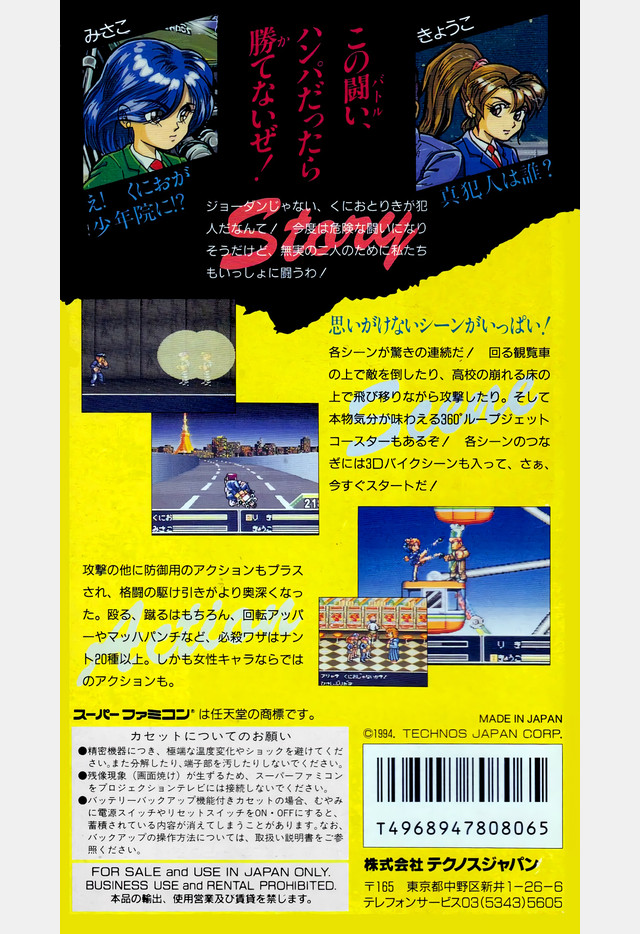 みさこ
え! くにおが
少年院に!?
この闘い、
バトル
ハンパだったら
勝てないぜ!
か
きょうこ
真犯人は誰?
Story
ジョーダンじゃない、くにおとりきが犯
人だなんて! 今度は危険な闘いになり
そうだけど、無実の二人のために私たち
もいっしょに闘うわ!
思いがけないシーンがいっぱい!
Scene
各シーンが驚きの連続だ! 回る観覧車
の上で敵を倒したり、高校の崩れる床の
上で飛び移りながら攻撃したり。そして
本物気分が味わえる360°ループジェット
コースターもあるぞ! 各シーンのつな
ぎには3Dバイクシーンも入って、さぁ、
今すぐスタートだ!
くにお
みさこ
りき
きょうこ
213
りき
きょうこ
Action
攻撃の他に防御用のアクションもプラス
され、格闘の駆け引きがより奥深くなっ
た。殴る、蹴るはもちろん、回転アッパ
ーやマッハパンチなど、必殺ワザはナン
ト20種以上。しかも女性キャラならでは
のアクションも。
スーパーファミコン®は任天堂の商標です。
カセットについてのお願い
●精密機器につき、極端な温度変化やショックを避けてくだ
さい。また分解したり、端子部を汚したりしないでください。
●残像現象(画面焼け)が生ずるため、スーパーファミコン
をプロジェクションテレビには接続しないでください。
●バッテリーバックアップ機能付きカセットの場合、むやみ
に電源スイッチやリセットスイッチをON・OFFにすると、
蓄積されている内容が消えてしまうことがあります。なお、
バックアップの操作方法については、取扱い説明書をご参
照ください。
FOR SALE and USE IN JAPAN ONLY.
BUSINESS USE and RENTAL PROHIBITED.
本品の輸出、使用営業及び賃貸を禁じます。
MADE IN JAPAN
©1994. TECHNOS JAPAN CORP.
T4968947808065
株式会社 テクノスジャパン
〒165 東京都中野区新井1-26-6
テレフォンサービス03(5343)5605